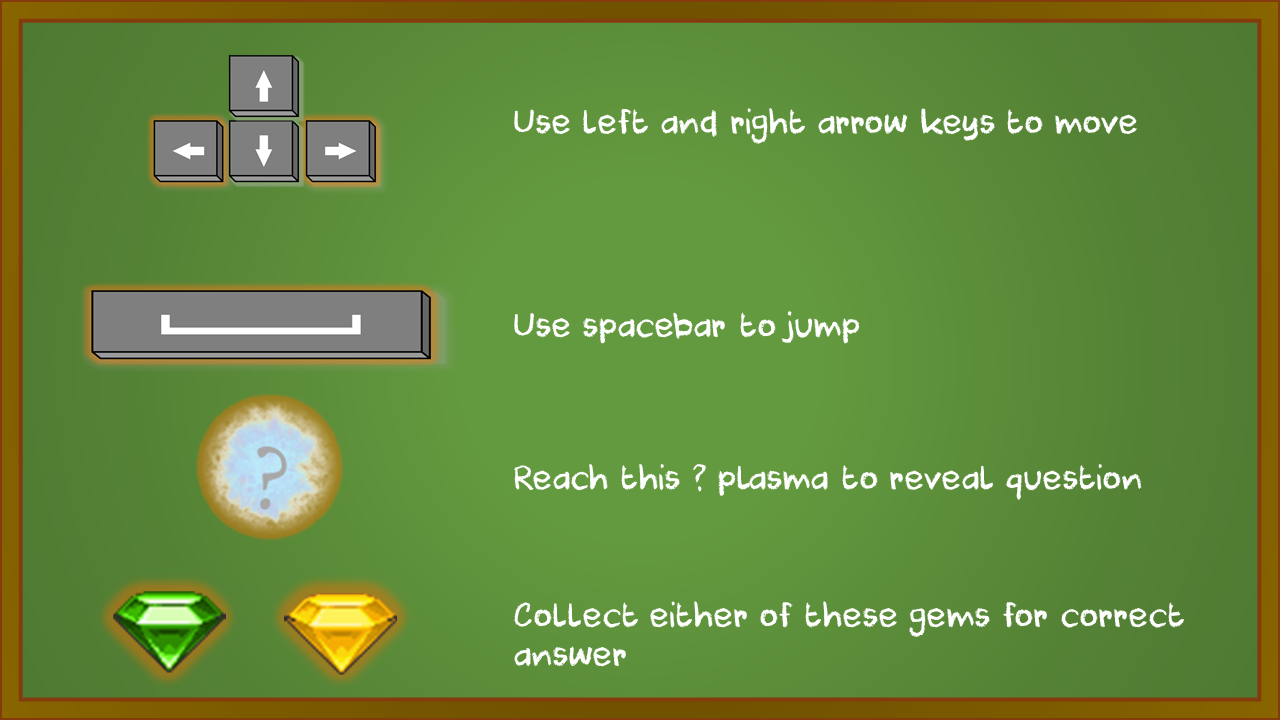 Use left and right arrow keys to move
Use spacebar to jump
?
Reach this ? plasma to reveal question
Collect either of these gems for correct
answer